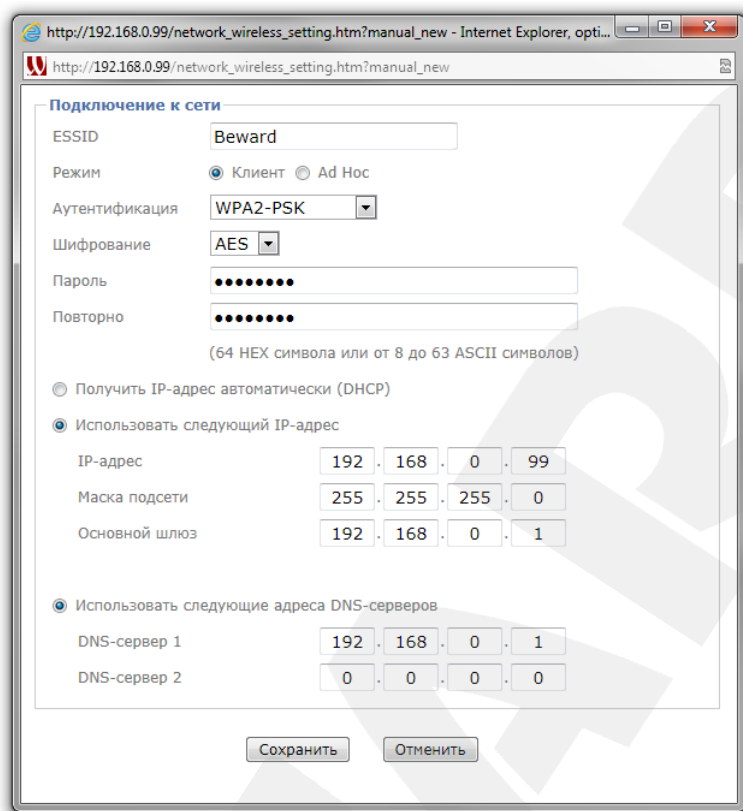 http://192.168.0.99/network_wireless_setting.htm?manual_new - Internet Explorer, opti...
http://192.168.0.99/network_wireless_setting.htm?manual_new
Подключение к сети
ESSID Beward
Режим Клиент Ad Hoc
Аутентификация WPA2-PSK
Шифрование AES
Пароль ●●●●●●●●
Повторно ●●●●●●●●
(64 HEX символа или от 8 до 63 ASCII символов)
Получить IP-адрес автоматически (DHCP)
Использовать следующий IP-адрес
IP-адрес 192 . 168 . 0 . 99
Маска подсети 255 . 255 . 255 . 0
Основной шлюз 192 . 168 . 0 . 1
Использовать следующие адреса DNS-серверов
DNS-сервер 1 192 . 168 . 0 . 1
DNS-сервер 2 0 . 0 . 0 . 0
Сохранить Отменить